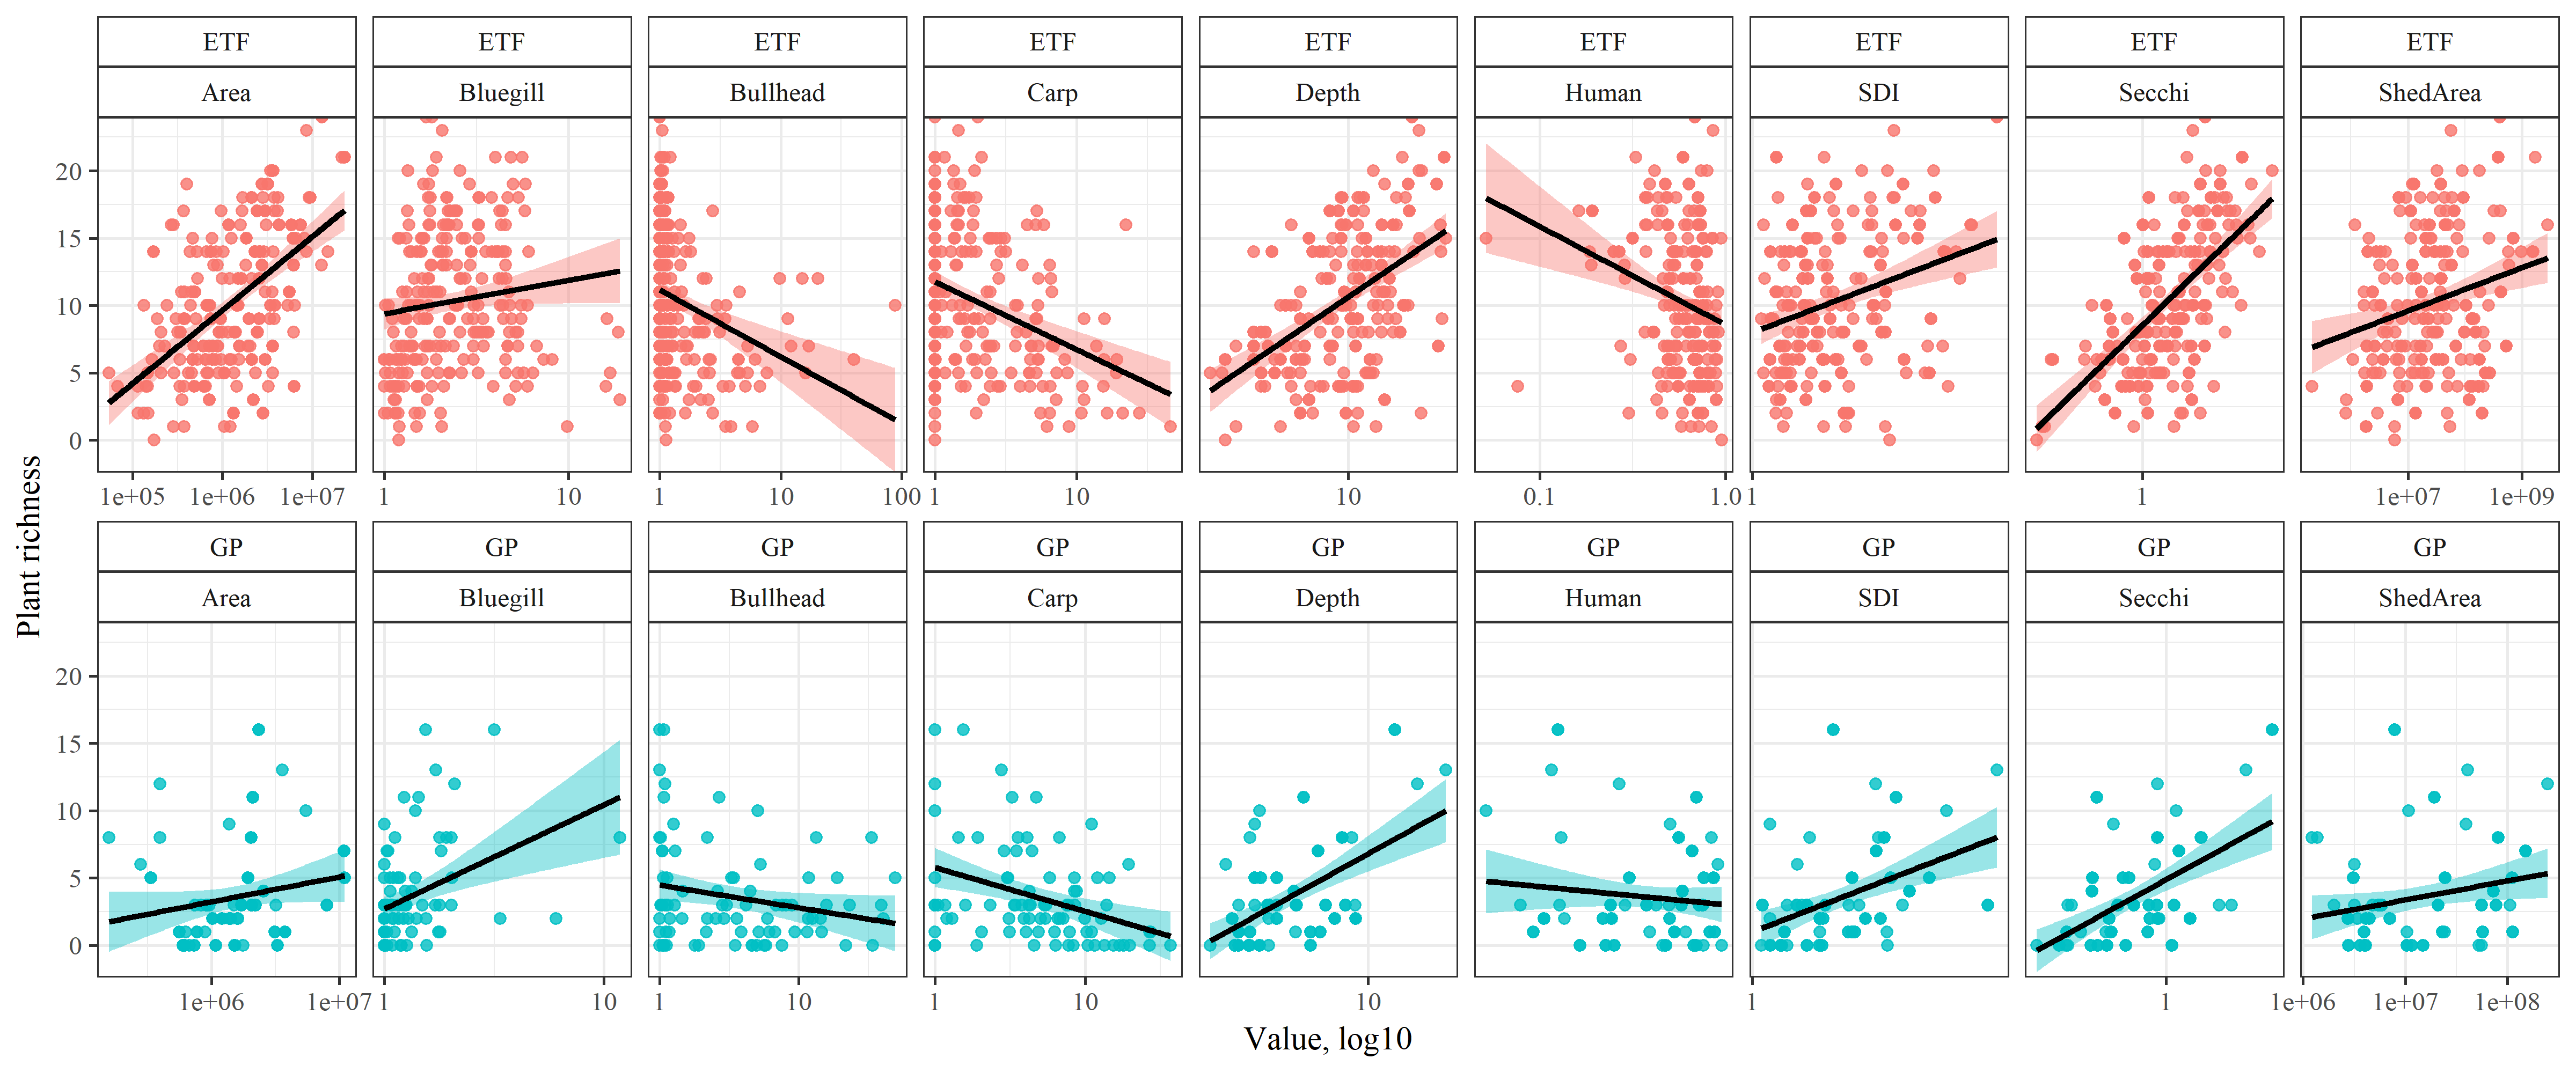 ETF ETF ETF ETF ETF ETF ETF ETF ETF
Area Bluegill Bullhead Carp Depth Human SDI Secchi ShedArea
20
15
10
5
0
1e+05 1e+06 1e+07 1 10 1 10 100 1 10 10 0.1 1.0 1 1 1e+07 1e+09
Plant richness
GP GP GP GP GP GP GP GP GP
Area Bluegill Bullhead Carp Depth Human SDI Secchi ShedArea
20
15
10
5
0
1e+06 1e+07 1 10 1 10 1 10 10 1 1 1e+06 1e+07 1e+08
Value, log10